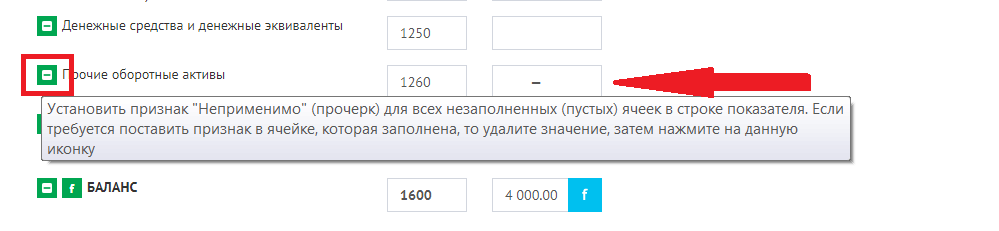 Денежные средства и денежные эквиваленты 1250
Прочие оборотные активы 1260 –
Установить признак "Неприменимо" (прочерк) для всех незаполненных (пустых) ячеек в строке показателя. Если
требуется поставить признак в ячейке, которая заполнена, то удалите значение, затем нажмите на данную
иконку
f БАЛАНС 1600 4 000.00 f